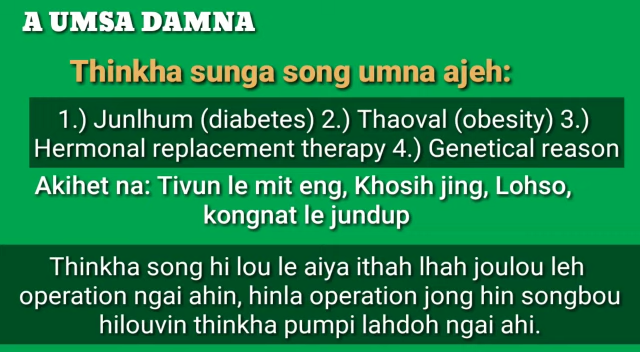 A UMSA DAMNA
Thinkha sunga song umna ajeh:
1.) Junlhum (diabetes) 2.) Thaoval (obesity) 3.)
Hermonal replacement therapy 4.) Genetical reason
Akihet na: Tivun le mit eng, Khosih jing, Lohso,
kongnat le jundup
Thinkha song hi lou le aiya ithah lhah joulou leh
operation ngai ahin, hinla operation jong hin songbou
hilouvin thinkha pumpi lahdoh ngai ahi.